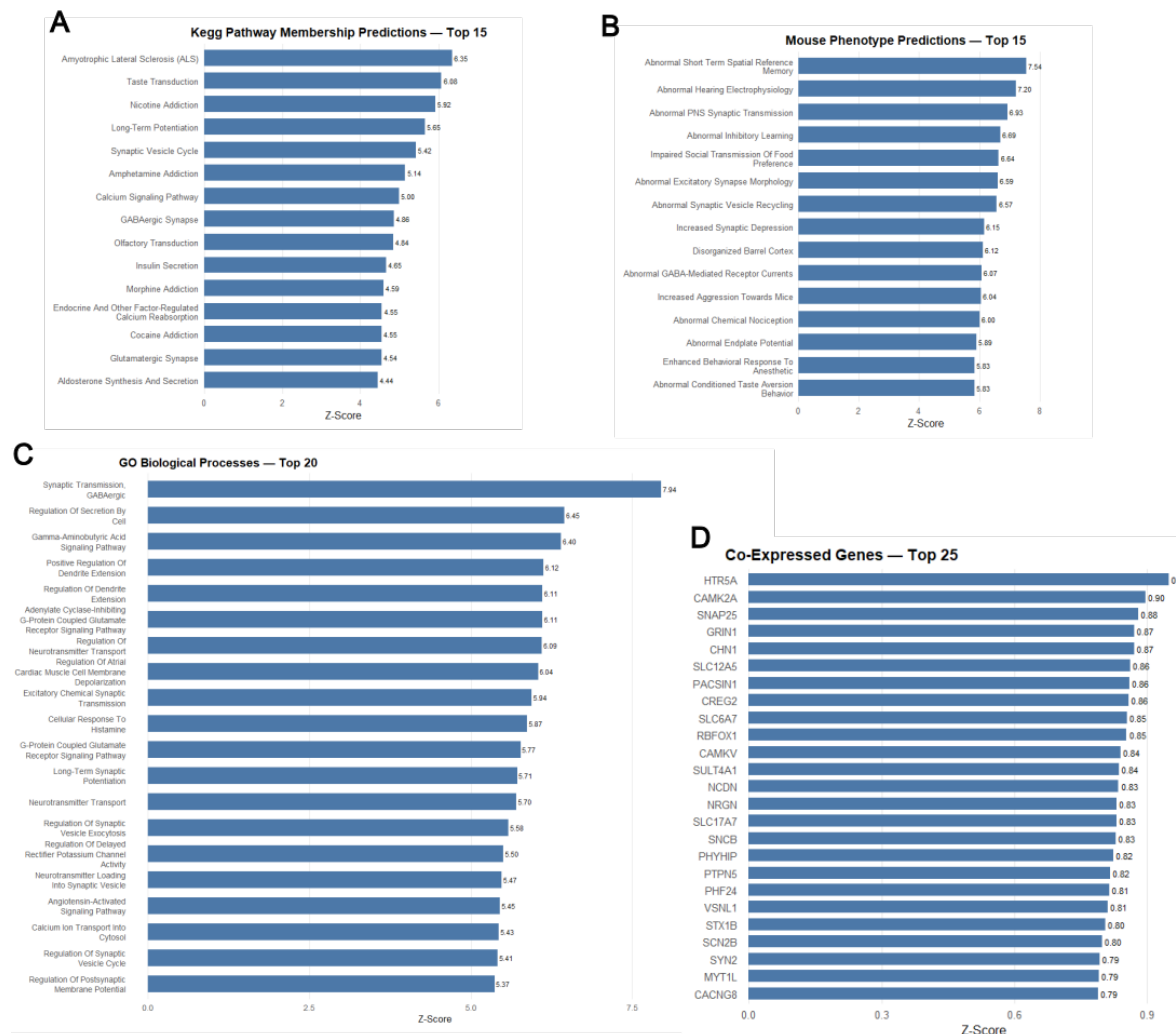 A
Kegg Pathway Membership Predictions — Top 15
Amyotrophic Lateral Sclerosis (ALS)
6.35
Taste Transduction
6.08
Nicotine Addiction
5.92
Long-Term Potentiation
5.65
Synaptic Vesicle Cycle
5.42
Amphetamine Addiction
5.14
Calcium Signaling Pathway
5.00
GABAergic Synapse
4.86
Olfactory Transduction
4.84
Insulin Secretion
4.65
Morphine Addiction
4.59
Endocrine And Other Factor-Regulated
Calcium Reabsorption
4.55
Cocaine Addiction
4.55
Glutamatergic Synapse
4.54
Aldosterone Synthesis And Secretion
4.44
0 2 4 6
Z-Score
B
Mouse Phenotype Predictions — Top 15
Abnormal Short Term Spatial Reference
Memory
7.54
Abnormal Hearing Electrophysiology
7.20
Abnormal PNS Synaptic Transmission
6.93
Abnormal Inhibitory Learning
6.69
Impaired Social Transmission Of Food
Preference
6.64
Abnormal Excitatory Synapse Morphology
6.59
Abnormal Synaptic Vesicle Recycling
6.57
Increased Synaptic Depression
6.15
Disorganized Barrel Cortex
6.12
Abnormal GABA-Mediated Receptor Currents
6.07
Increased Aggression Towards Mice
6.04
Abnormal Chemical Nociception
6.00
Abnormal Endplate Potential
5.89
Enhanced Behavioral Response To
Anesthetic
5.83
Abnormal Conditioned Taste Aversion
Behavior
5.83
0 2 4 6 8
Z-Score
C
GO Biological Processes — Top 20
Synaptic Transmission,
GABAergic
7.94
Regulation Of Secretion By
Cell
6.45
Gamma-Aminobutyric Acid
Signaling Pathway
6.40
Positive Regulation Of
Dendrite Extension
6.12
Regulation Of Dendrite
Extension
6.11
Adenylate Cyclase-Inhibiting
G-Protein Coupled Glutamate
Receptor Signaling Pathway
6.11
Regulation Of
Neurotransmitter Transport
6.09
Regulation Of Atrial
Cardiac Muscle Cell Membrane
Depolarization
6.04
Excitatory Chemical Synaptic
Transmission
5.94
Cellular Response To
Histamine
5.87
G-Protein Coupled Glutamate
Receptor Signaling Pathway
5.77
Long-Term Synaptic
Potentiation
5.71
Neurotransmitter Transport
5.70
Regulation Of Synaptic
Vesicle Exocytosis
5.58
Regulation Of Delayed
Rectifier Potassium Channel
Activity
5.50
Neurotransmitter Loading
Into Synaptic Vesicle
5.47
Angiotensin-Activated
Signaling Pathway
5.45
Calcium Ion Transport Into
Cytosol
5.43
Regulation Of Synaptic
Vesicle Cycle
5.41
Regulation Of Postsynaptic
Membrane Potential
5.37
0.0 2.5 5.0 7.5
Z-Score
D
Co-Expressed Genes — Top 25
HTR5A
CAMK2A 0.90
SNAP25 0.88
GRIN1 0.87
CHN1 0.87
SLC12A5 0.86
PACSIN1 0.86
CREG2 0.86
SLC6A7 0.85
RBFOX1 0.85
CAMKV 0.84
SULT4A1 0.84
NCDN 0.83
NRGN 0.83
SLC17A7 0.83
SNCB 0.83
PHYHIP 0.82
PTPN5 0.82
PHF24 0.81
VSNL1 0.81
STX1B 0.80
SCN2B 0.80
SYN2 0.79
MYT1L 0.79
CACNG8 0.79
0.0 0.3 0.6 0.9
Z-Score